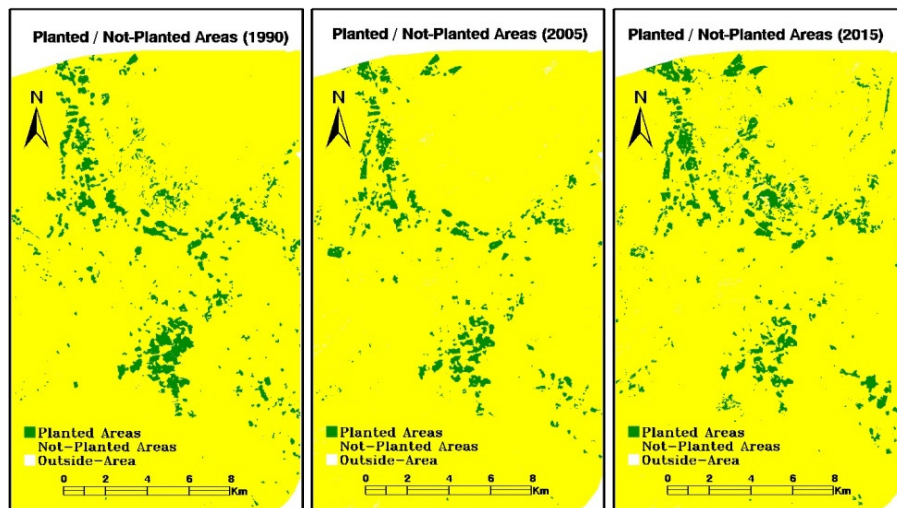 Planted / Not-Planted Areas (1990)
N
Planted Areas
Not-Planted Areas
Outside-Area
0 2 4 6 8
Km
Planted / Not-Planted Areas (2005)
N
Planted Areas
Not-Planted Areas
Outside-Area
0 2 4 6 8
Km
Planted / Not-Planted Areas (2015)
N
Planted Areas
Not-Planted Areas
Outside-Area
0 2 4 6 8
Km